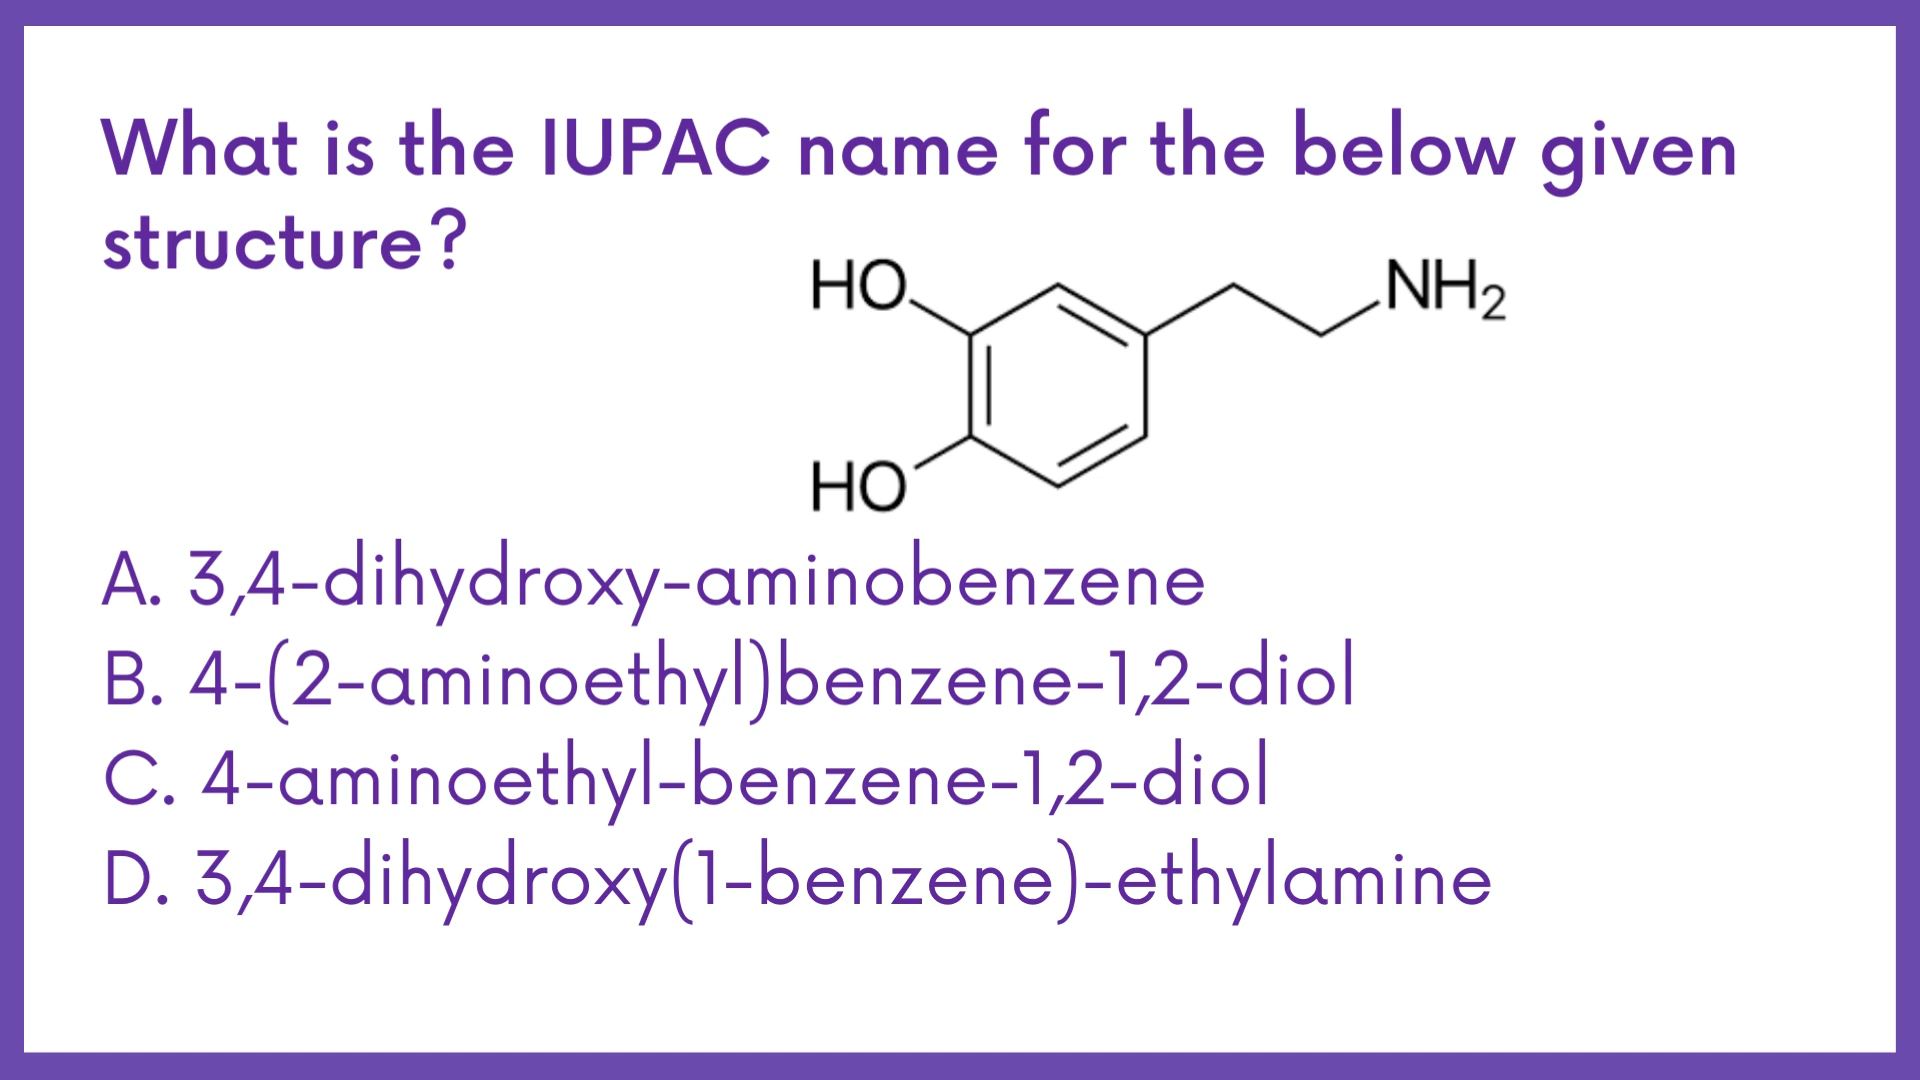 What is the IUPAC name for the below given
structure?
HO
NH₂
HO
A. 3,4-dihydroxy-aminobenzene
B. 4-(2-aminoethyl)benzene-1,2-diol
C. 4-aminoethyl-benzene-1,2-diol
D. 3,4-dihydroxy(1-benzene)-ethylamine